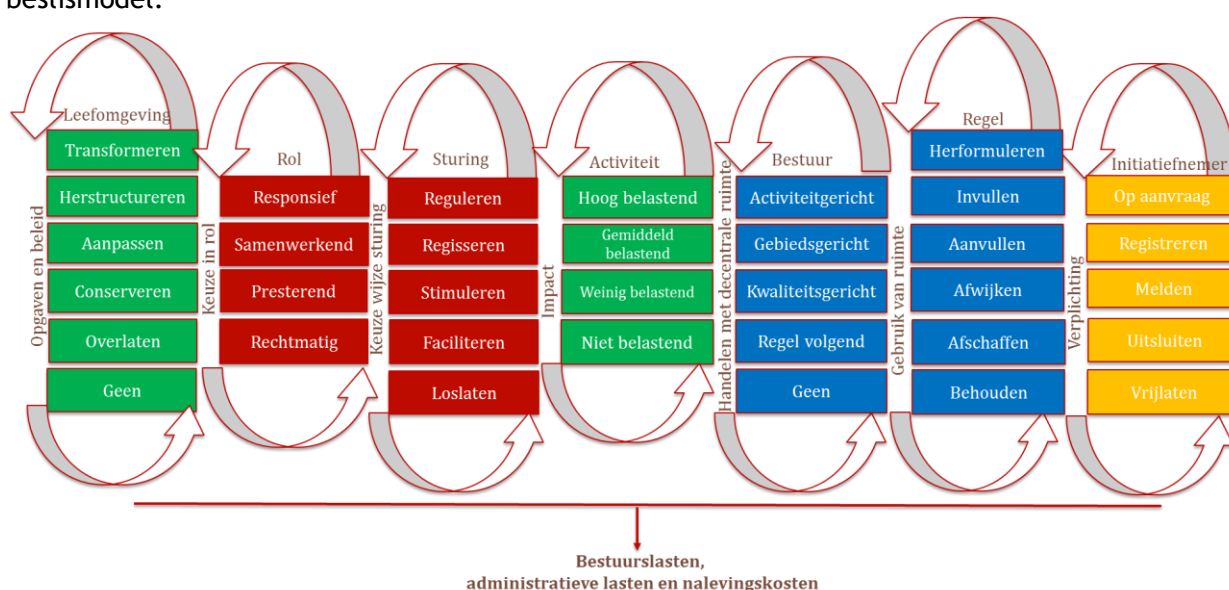 beslismodel.
Leefomgeving
Transformeren
Herstructureren
Aanpassen
Conserveren
Overlaten
Geen
Opgaven en beleid
Rol
Responsief
Samenwerkend
Presterend
Rechtmatig
Keuze in rol
Sturing
Reguleren
Regisseren
Stimuleren
Faciliteren
Loslaten
Keuze wijze sturing
Activiteit
Hoog belastend
Gemiddeld
belastend
Weinig belastend
Niet belastend
Impact
Bestuur
Activiteitgericht
Gebiedsgericht
Kwaliteitsgericht
Regel volgend
Geen
Handelen met decentrale ruimte
Regel
Herformuleren
Invullen
Aanvullen
Afwijken
Afschaffen
Behouden
Gebruik van ruimte
Initiatiefnemer
Op aanvraag
Registreren
Melden
Uitsluiten
Vrijlaten
Verplichting
Bestuurslasten,
administratieve lasten en nalevingskosten